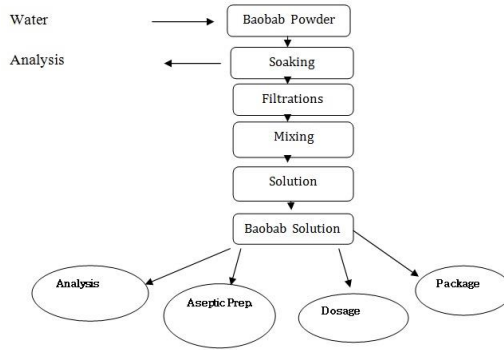 Water
Baobab Powder
Analysis
Soaking
Filtrations
Mixing
Solution
Baobab Solution
Analysis
Aseptic Prep.
Dosage
Package